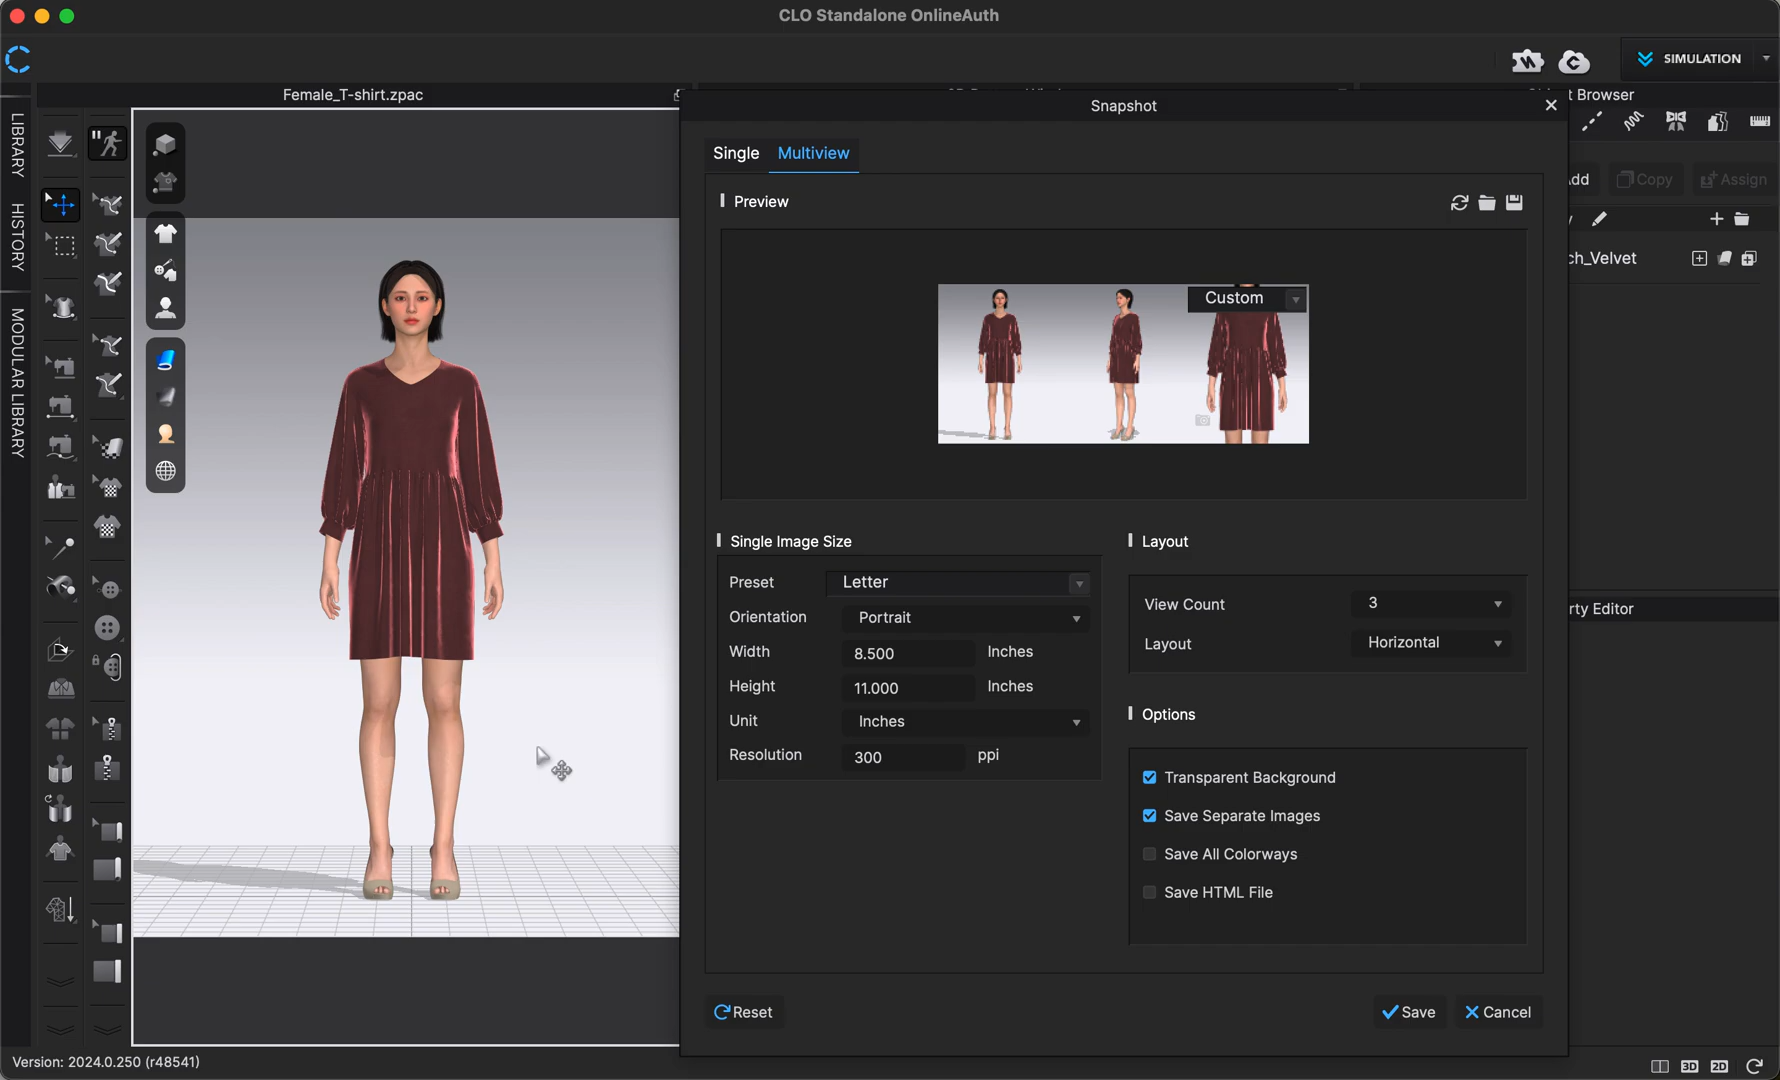 CLO Standalone OnlineAuth
SIMULATION
Female_T-shirt.zpac
Snapshot
t Browser
LIBRARY
HISTORY
MODULAR LIBRARY
Single
Multiview
Preview
Custom
dd
Copy
Assign
ch_Velvet
Single Image Size
Preset
Letter
Orientation
Portrait
Width
8.500
Inches
Height
11.000
Inches
Unit
Inches
Resolution
300
ppi
Layout
View Count
3
Layout
Horizontal
rty Editor
Options
Transparent Background
Save Separate Images
Save All Colorways
Save HTML File
Reset
Save
Cancel
Version: 2024.0.250 (r48541)
3D
2D